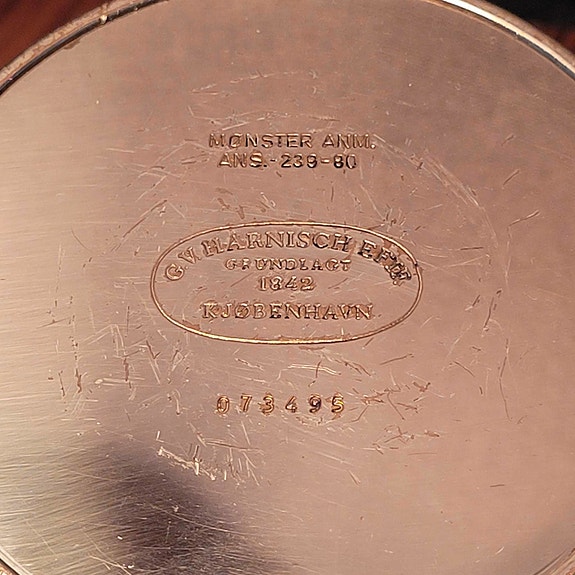 MØNSTER ANM.
ANS.-239-80
G.V. HARNISCH EFTF.
GRUNDLAGT
1842
KJØBENHAVN
073495